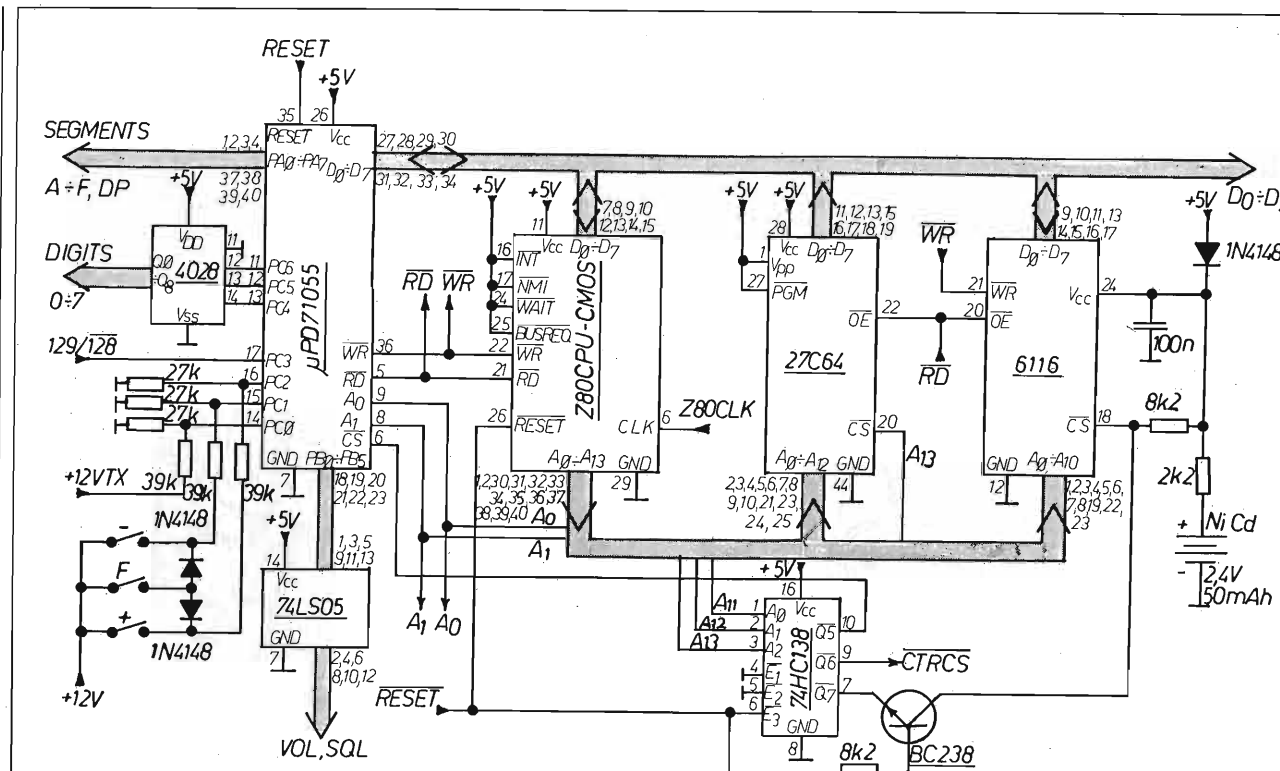 RESET
+5V
35
26
SEGMENTS
1,2,3,4,
RESET
Vcc
27,28,29,30
PA0÷PA7
D0÷D7
37,38
39,40
31,32, 33, 34
A÷F, DP
+5V
VDD
11
DIGITS
Q0
÷Q8
4028
12
11
PC6
13
12
PC5
14
13
PC4
0÷7
VSS
129/128
17
PC3
27k
16
PC2
27k
15
PC1
27k
14
PC0
μPD71055
WR
36
RD
5
A0
9
A1
8
CS
6
GND
PB0÷PB5
7
18,19,20
21,22,23
+12VTX
39k
39k
39k
1N4148
-
F
+
1N4148
+12V
+5V
14
1,3,5
9,11,13
Vcc
74LS05
GND
7
2,4,6
8,10,12
VOL,SQL
RD
WR
+5V
+5V
11
7,8,9,10
12,13,14,15
Vcc
D0÷D7
16
INT
17
NMI
24
WAIT
25
BUSREQ
22
WR
21
RD
26
RESET
Z80CPU-CMOS
CLK
6
Z80CLK
A0÷A13
GND
29
1,2,30,31,32,33
34,35,36,37
38,39,40
A0
A1
A1
A0
RESET
+5V
+5V
28
11,12,13,15
16,17,18,19
1
Vcc
D0÷D7
Vpp
27
PGM
OE
22
27C64
CS
20
A13
A0÷A12
GND
44
2,3,4,5,6,7,8
9,10,21,23,
24, 25
WR
RD
9,10,11,13
14,15,16,17
D0÷D7
21
WR
Vcc
24
20
OE
6116
CS
18
GND
A0÷A10
12
1,2,3,4,5,6,
7,8,19,22,
23
D0÷D
+5V
1N4148
100n
8k2
2k2
+
NiCd
-
2,4V
50mAh
+5V
16
A11
1
A0
Vcc
A12
2
A1
Q5
10
A13
3
A2
Q6
9
CTRCS
4
E1
5
E2
Q7
7
6
E3
74HC138
GND
8
8k2
BC238